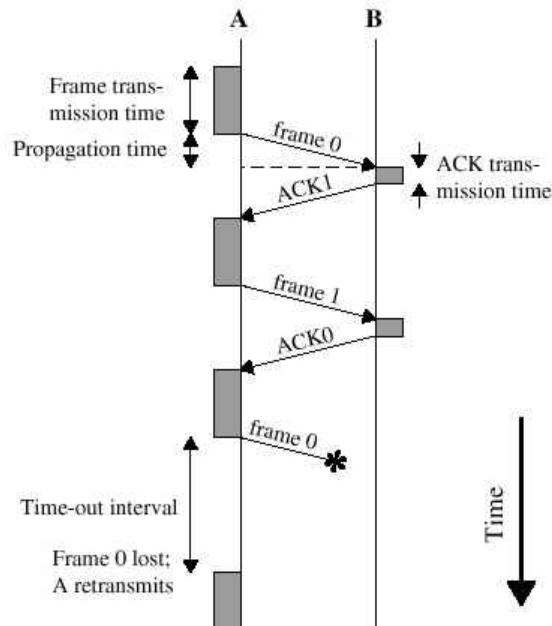 A
B
Frame trans-
mission time
Propagation time
frame 0
ACK trans-
mission time
ACK1
frame 1
ACK0
frame 0
Time-out interval
Time
Frame 0 lost;
A retransmits